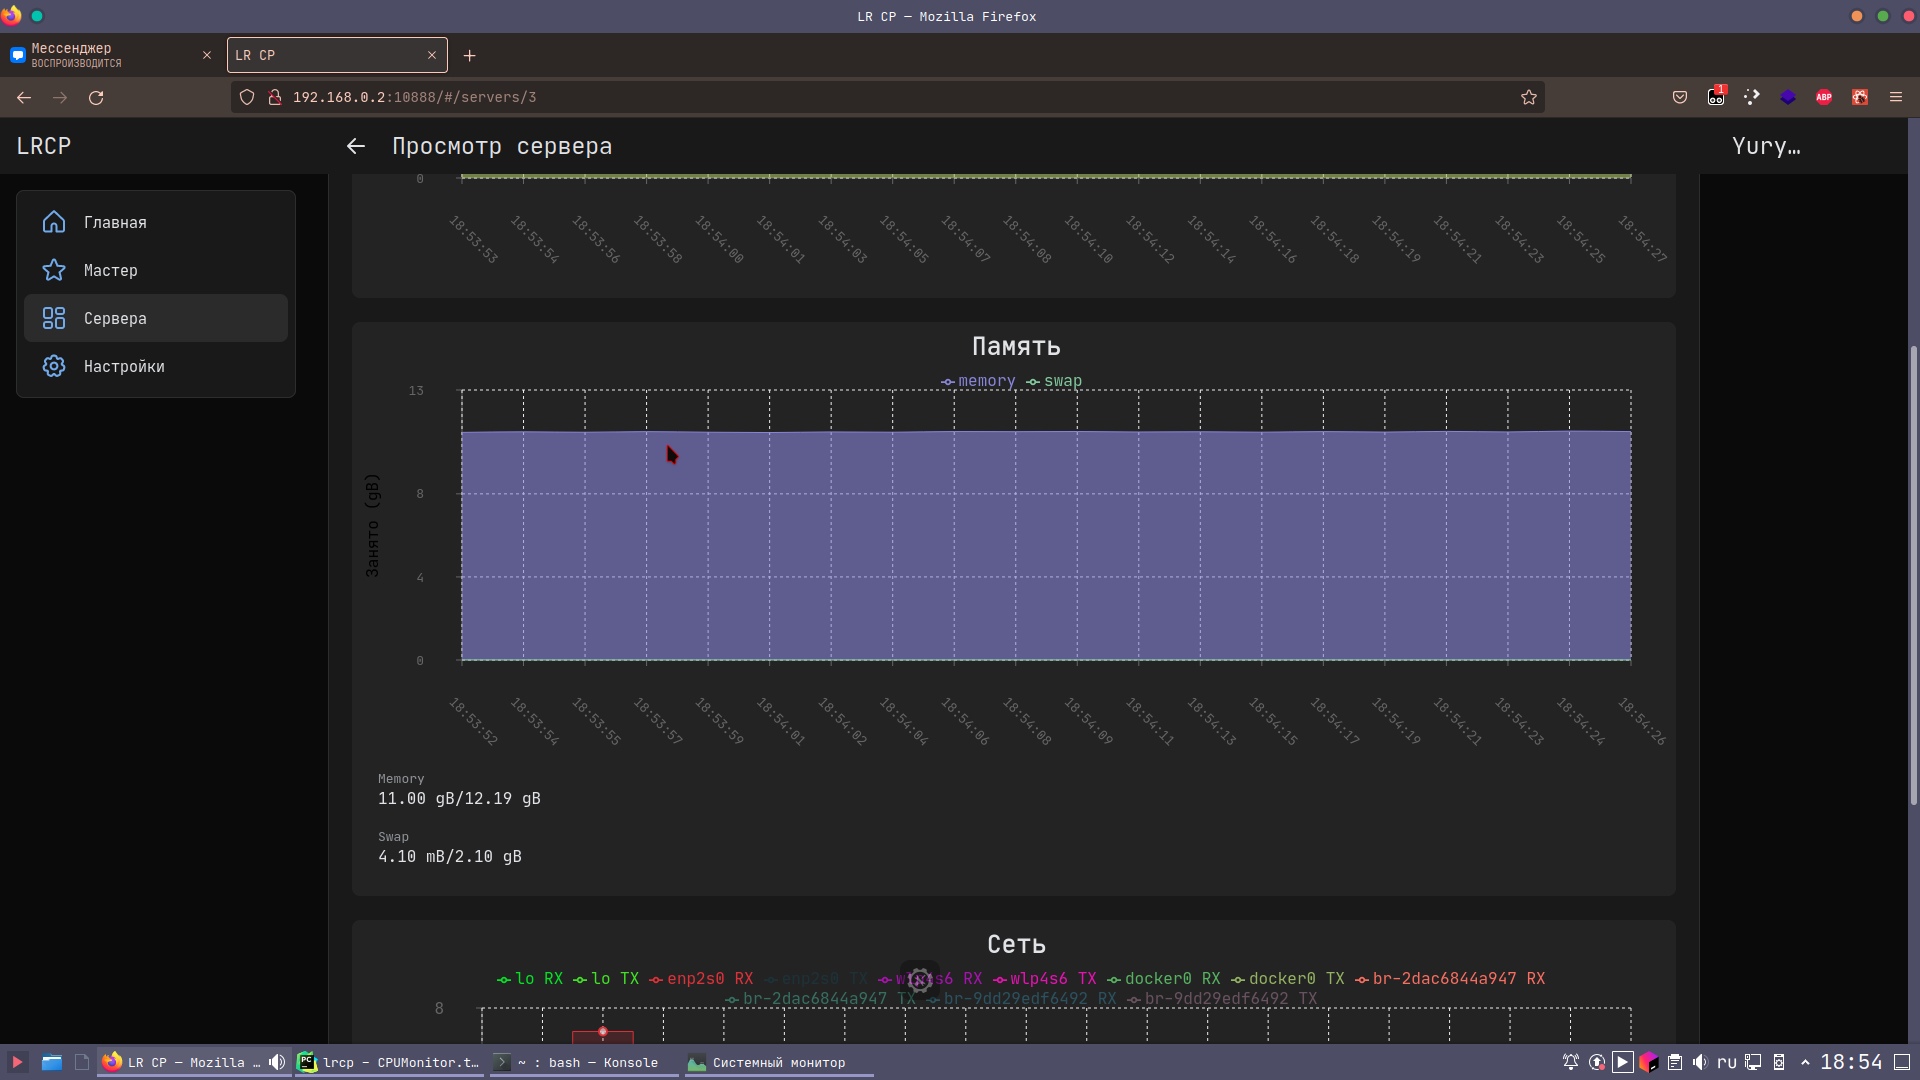 LR CP — Mozilla Firefox
Мессенджер
ВОСПРОИЗВОДИТСЯ
LR CP
192.168.0.2:10888/#/servers/3
1
ABP
LRCP
Просмотр сервера
Yury…
Главная
Мастер
Сервера
Настройки
0
18:53:53 18:53:54 18:53:56 18:53:58 18:54:00 18:54:01 18:54:03 18:54:05 18:54:07 18:54:08 18:54:10 18:54:12 18:54:14 18:54:16 18:54:18 18:54:19 18:54:21 18:54:23 18:54:25 18:54:27
Память
memory swap
13
8
4
0
Занято (gB)
18:53:52 18:53:54 18:53:55 18:53:57 18:53:59 18:54:01 18:54:02 18:54:04 18:54:06 18:54:08 18:54:09 18:54:11 18:54:13 18:54:15 18:54:17 18:54:19 18:54:21 18:54:23 18:54:24 18:54:26
Memory
11.00 gB/12.19 gB
Swap
4.10 mB/2.10 gB
Сеть
lo RX lo TX enp2s0 RX enp2s0 TX RX wlp4s6 TX docker0 RX docker0 TX br-2dac6844a947 RX
br-2dac6844a947 TX br-9dd29edf6492 RX br-9dd29edf6492 TX
8
LR CP — Mozilla …
PC
lrcp – CPUMonitor.t…
~ : bash — Konsole
Системный монитор
ru
18:54